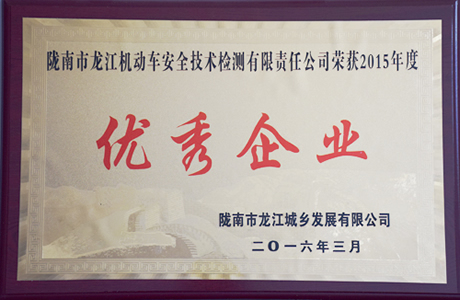 陇南市龙江机动车安全技术检测有限责任公司荣获2015年度
优秀企业
陇南市龙江城乡发展有限公司
二O一六年三月